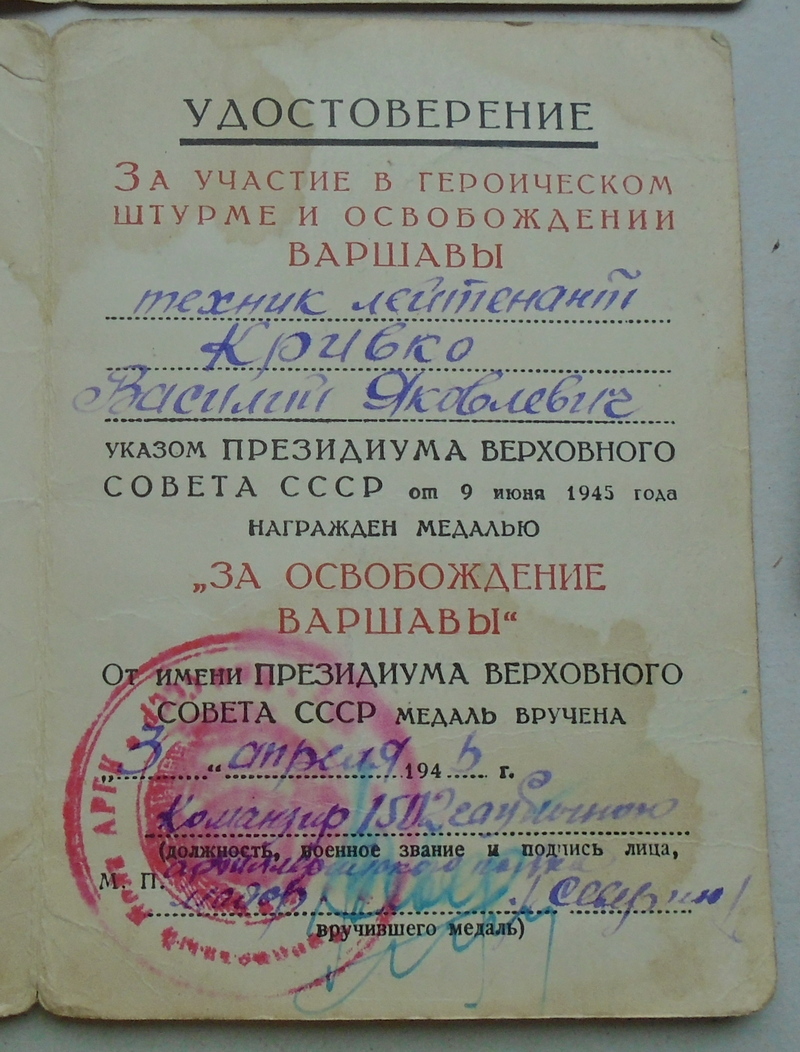 УДОСТОВЕРЕНИЕ
ЗА УЧАСТИЕ В ГЕРОИЧЕСКОМ
ШТУРМЕ И ОСВОБОЖДЕНИИ
ВАРШАВЫ
техник лейтенант
Кривко
Василий Яковлевич
УКАЗОМ ПРЕЗИДИУМА ВЕРХОВНОГО
СОВЕТА СССР от 9 июня 1945 года
НАГРАЖДЕН МЕДАЛЬЮ
„ЗА ОСВОБОЖДЕНИЕ
ВАРШАВЫ“
ОТ ИМЕНИ ПРЕЗИДИУМА ВЕРХОВНОГО
СОВЕТА СССР МЕДАЛЬ ВРУЧЕНА
„3“ апреля 194 г.
Командир 1502
(должность, военное звание и подпись лица,
М. П.
вручившего медаль)